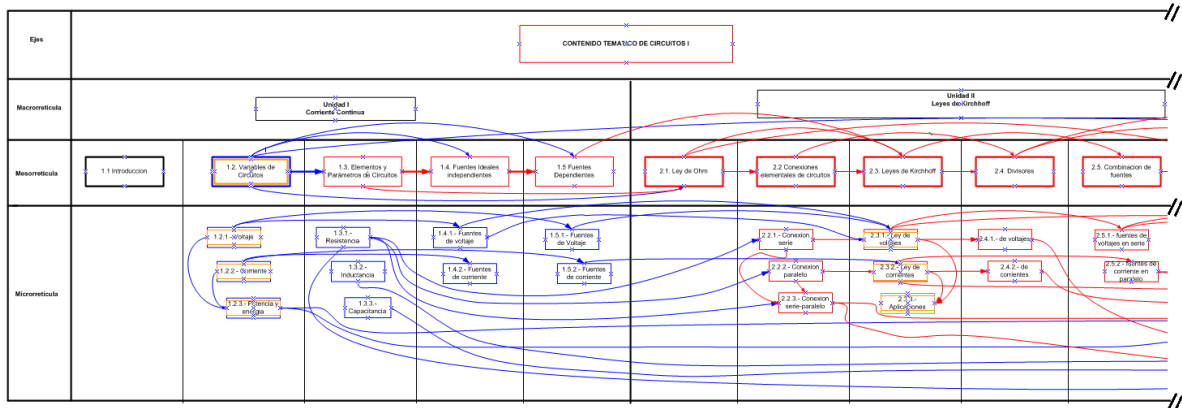 Ejes
CONTENIDO TEMATICO DE CIRCUITOS I
Macrorretícula
Unidad I
Corriente Continua
Unidad II
Leyes de Kirchhoff
Mesorretícula
1.1 Introduccion
1.2. Variables de
Circuitos
1.3. Elementos y
Parámetros de Circuitos
1.4. Fuentes Ideales
independientes
1.5 Fuentes
Dependientes
2.1. Ley de Ohm
2.2 Conexiones
elementales de circuitos
2.3. Leyes de Kirchhoff
2.4. Divisores
2.5. Combinacion de
fuentes
Microrretícula
1.2.1 - Voltaje
1.2.2 - Corriente
1.2.3.- Potencia y
energia
1.3.1 -
Resistencia
1.3.2.-
Inductancia
1.3.3.-
Capacitancia
1.4.1 - Fuentes
de voltaje
1.4.2.- Fuentes
de corriente
1.5.1 - Fuentes
de Voltaje
1.5.2.- Fuentes
de corriente
2.2.1.- Conexion
serie
2.2.2.- Conexion
paralelo
2.2.3.- Conexion
serie-paralelo
2.3.1.- Ley de
voltajes
2.3.2.- Ley de
corrientes
2.3.3.-
Aplicaciones
2.4.1.- de voltajes
2.4.2.- de
corrientes
2.5.1.- fuentes de
voltajes en serie
2.5.2.- fuentes de
corriente en
paralelo